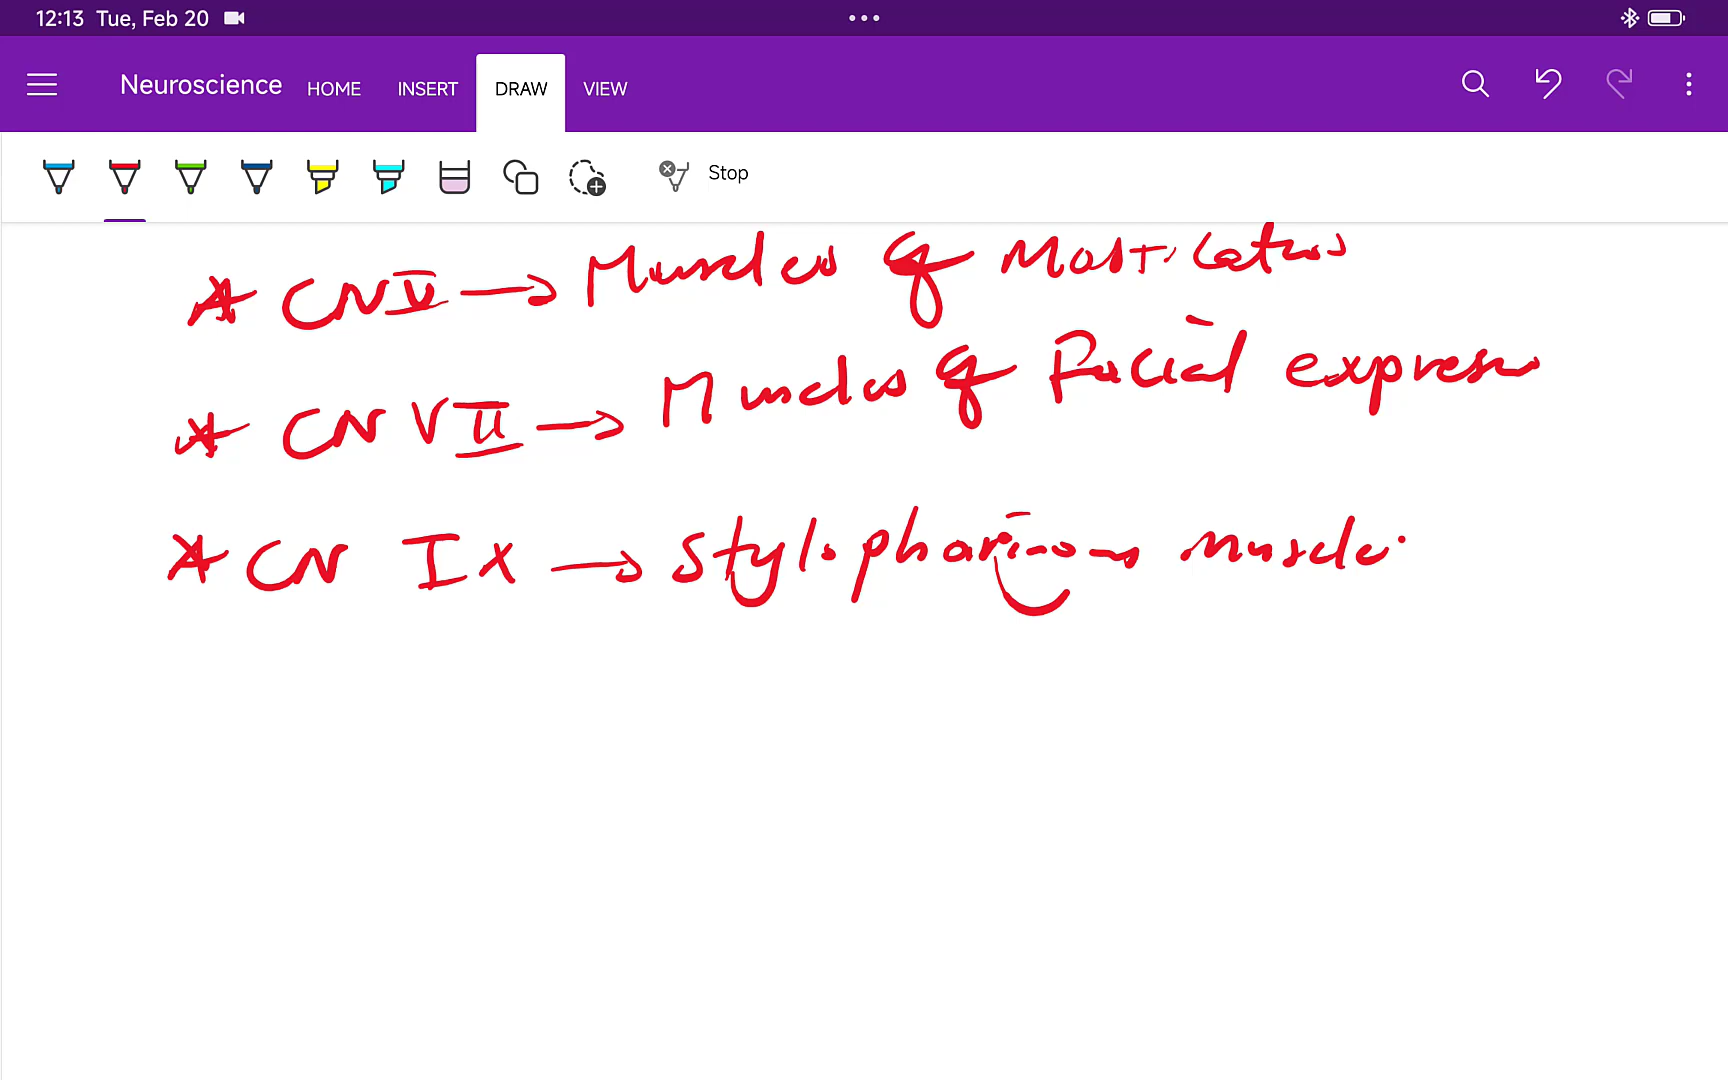 12:13 Tue, Feb 20
Neuroscience HOME INSERT DRAW VIEW
Stop
* CN V → Muscles of Mastication
* CN VII → Muscles of Facial express
* CN IX → Stylopharyngeus muscle.